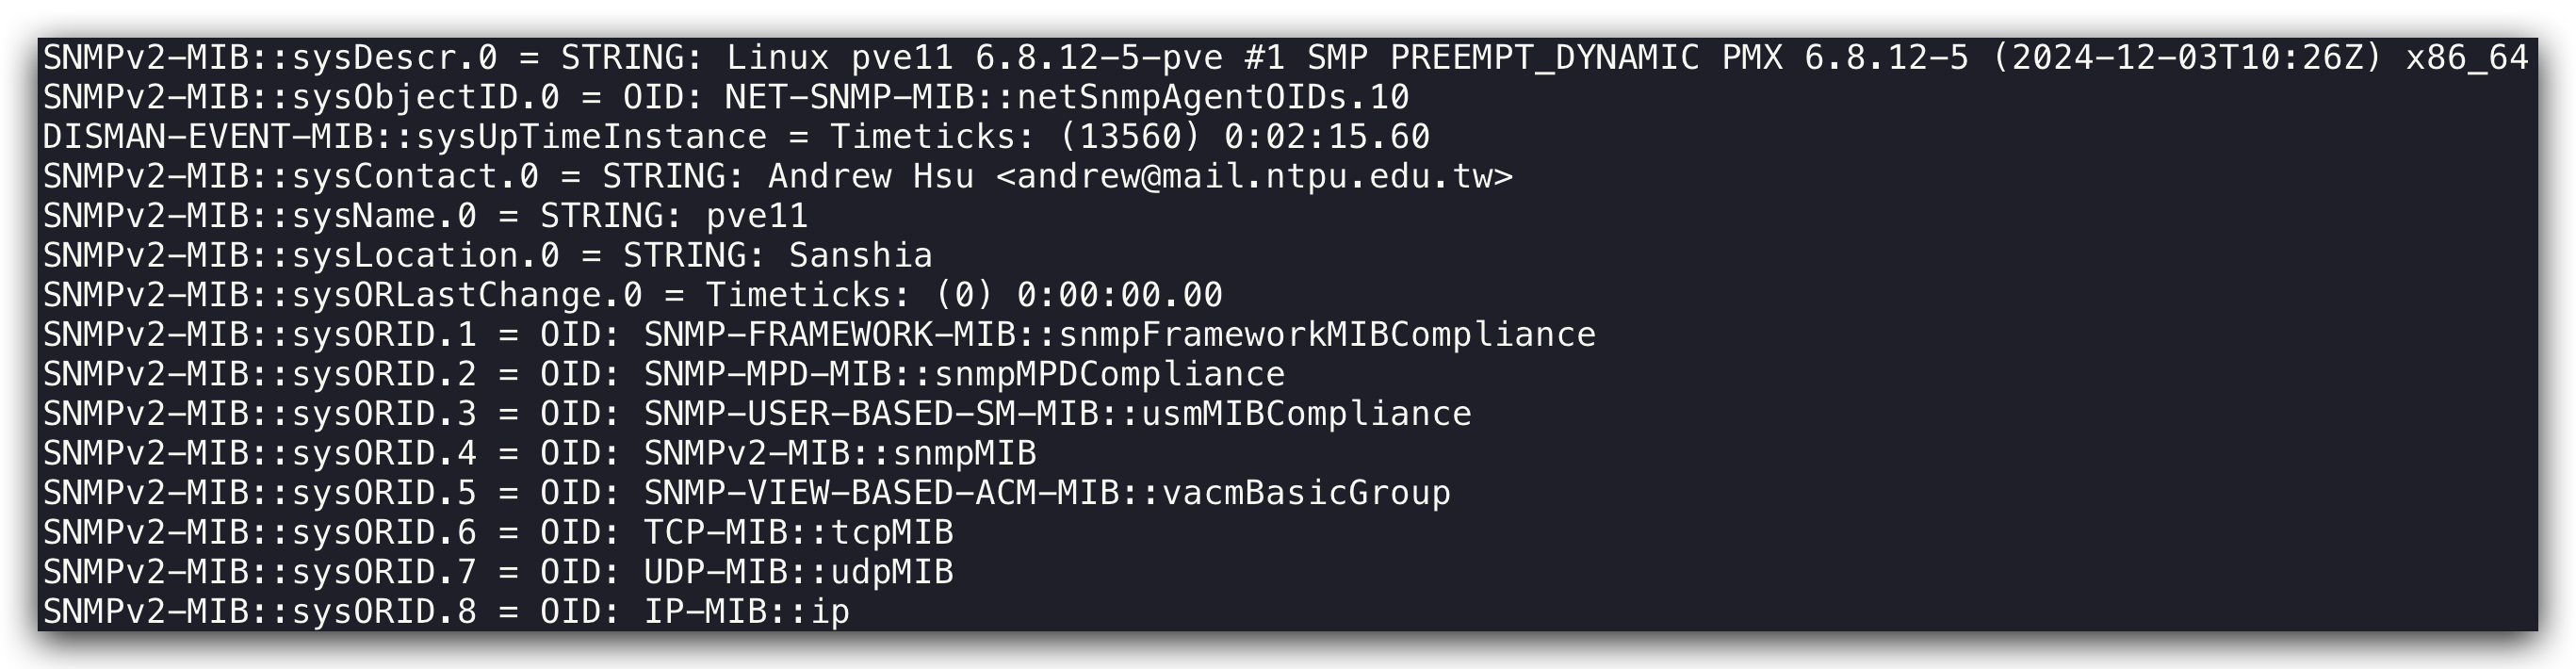 SNMPv2-MIB::sysDescr.0 = STRING: Linux pve11 6.8.12-5-pve #1 SMP PREEMPT_DYNAMIC PMX 6.8.12-5 (2024-12-03T10:26Z) x86_64
SNMPv2-MIB::sysObjectID.0 = OID: NET-SNMP-MIB::netSnmpAgentOIDs.10
DISMAN-EVENT-MIB::sysUpTimeInstance = Timeticks: (13560) 0:02:15.60
SNMPv2-MIB::sysContact.0 = STRING: Andrew Hsu <andrew@mail.ntpu.edu.tw>
SNMPv2-MIB::sysName.0 = STRING: pve11
SNMPv2-MIB::sysLocation.0 = STRING: Sanshia
SNMPv2-MIB::sysORLastChange.0 = Timeticks: (0) 0:00:00.00
SNMPv2-MIB::sysORID.1 = OID: SNMP-FRAMEWORK-MIB::snmpFrameworkMIBCompliance
SNMPv2-MIB::sysORID.2 = OID: SNMP-MPD-MIB::snmpMPDCompliance
SNMPv2-MIB::sysORID.3 = OID: SNMP-USER-BASED-SM-MIB::usmMIBCompliance
SNMPv2-MIB::sysORID.4 = OID: SNMPv2-MIB::snmpMIB
SNMPv2-MIB::sysORID.5 = OID: SNMP-VIEW-BASED-ACM-MIB::vacmBasicGroup
SNMPv2-MIB::sysORID.6 = OID: TCP-MIB::tcpMIB
SNMPv2-MIB::sysORID.7 = OID: UDP-MIB::udpMIB
SNMPv2-MIB::sysORID.8 = OID: IP-MIB::ip